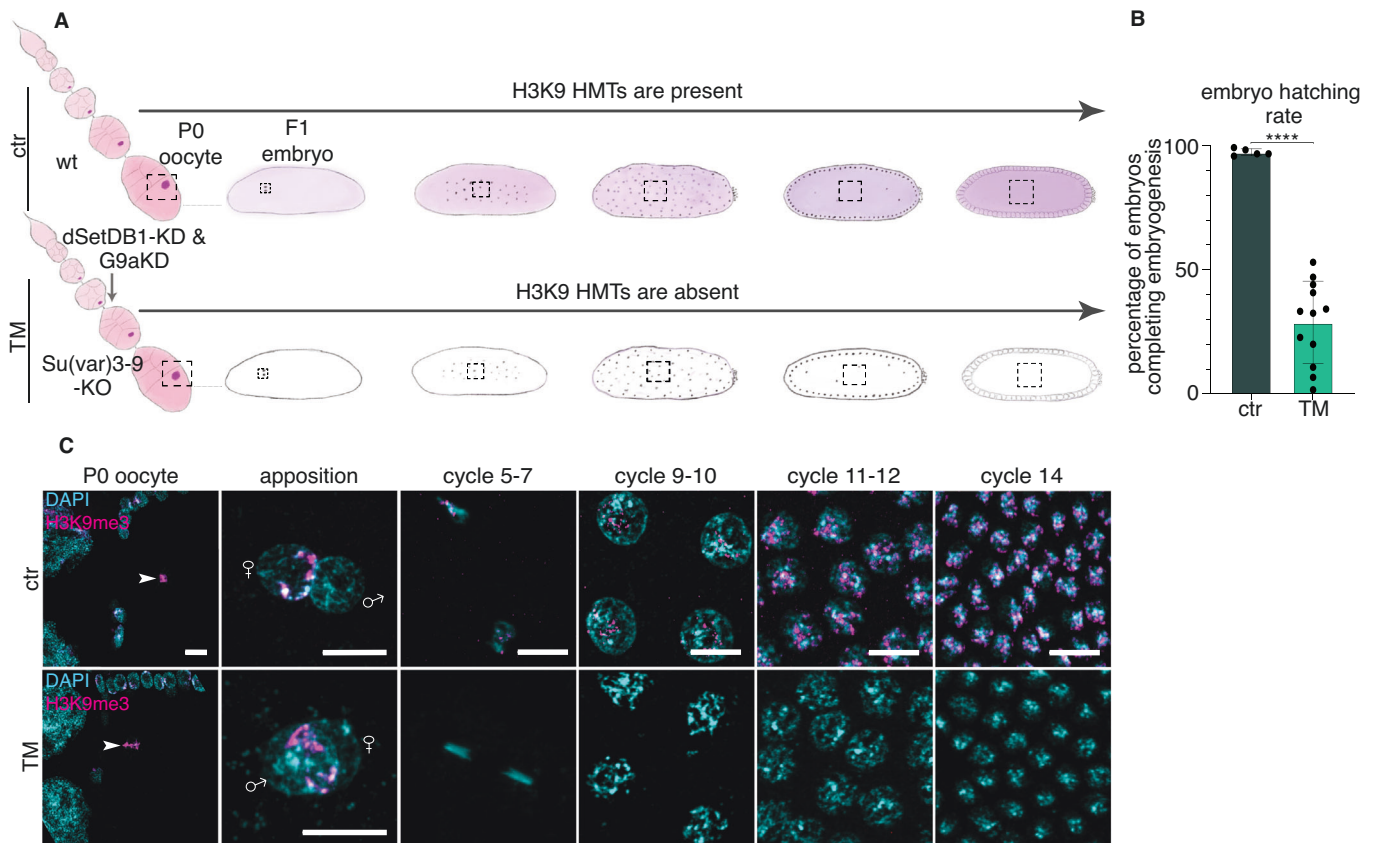 A
ctr
wt
P0
oocyte
F1
embryo
H3K9 HMTs are present
TM
dSetDB1-KD &
G9aKD
Su(var)3-9
-KO
H3K9 HMTs are absent
B
embryo hatching
rate
****
percentage of embryos
completing embryogenesis
100
50
0
ctr
TM
C
P0 oocyte
apposition
cycle 5-7
cycle 9-10
cycle 11-12
cycle 14
ctr
DAPI
H3K9me3
♀
♂
TM
DAPI
H3K9me3
♀
♂